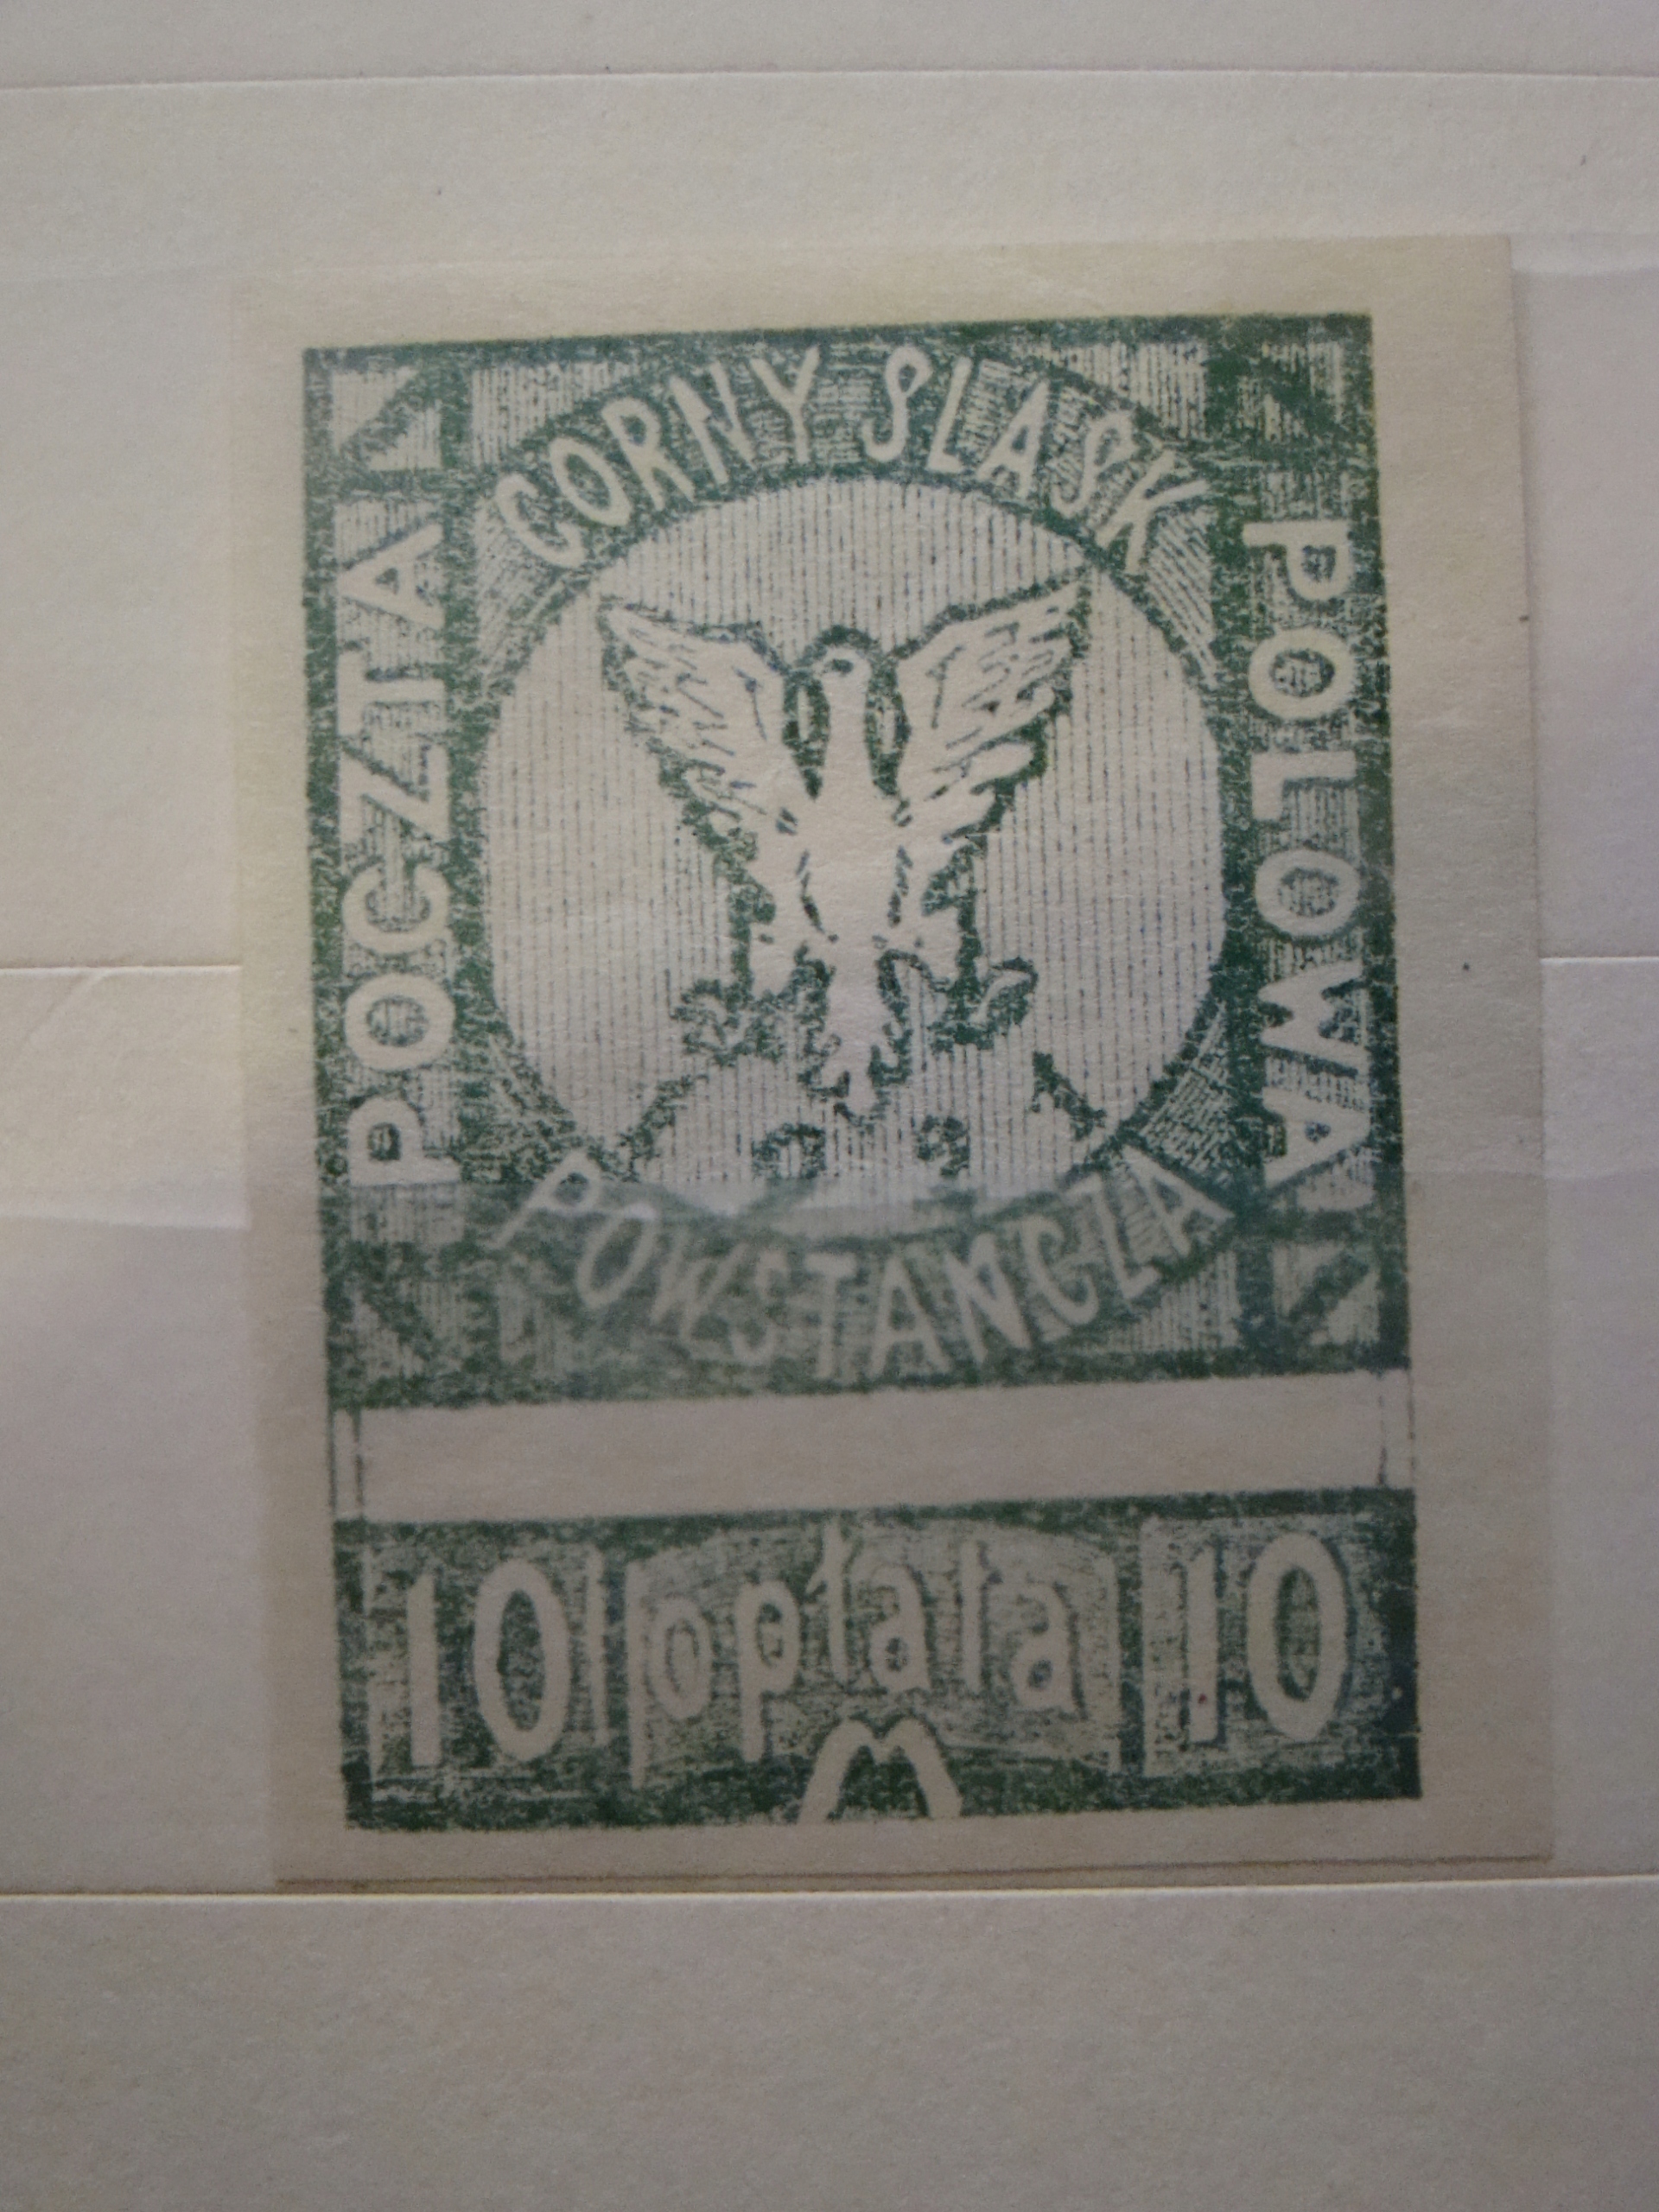 GORNY SLASK
POCZTA
POLOWA
POWSTANCZA
10 opłata 10
M